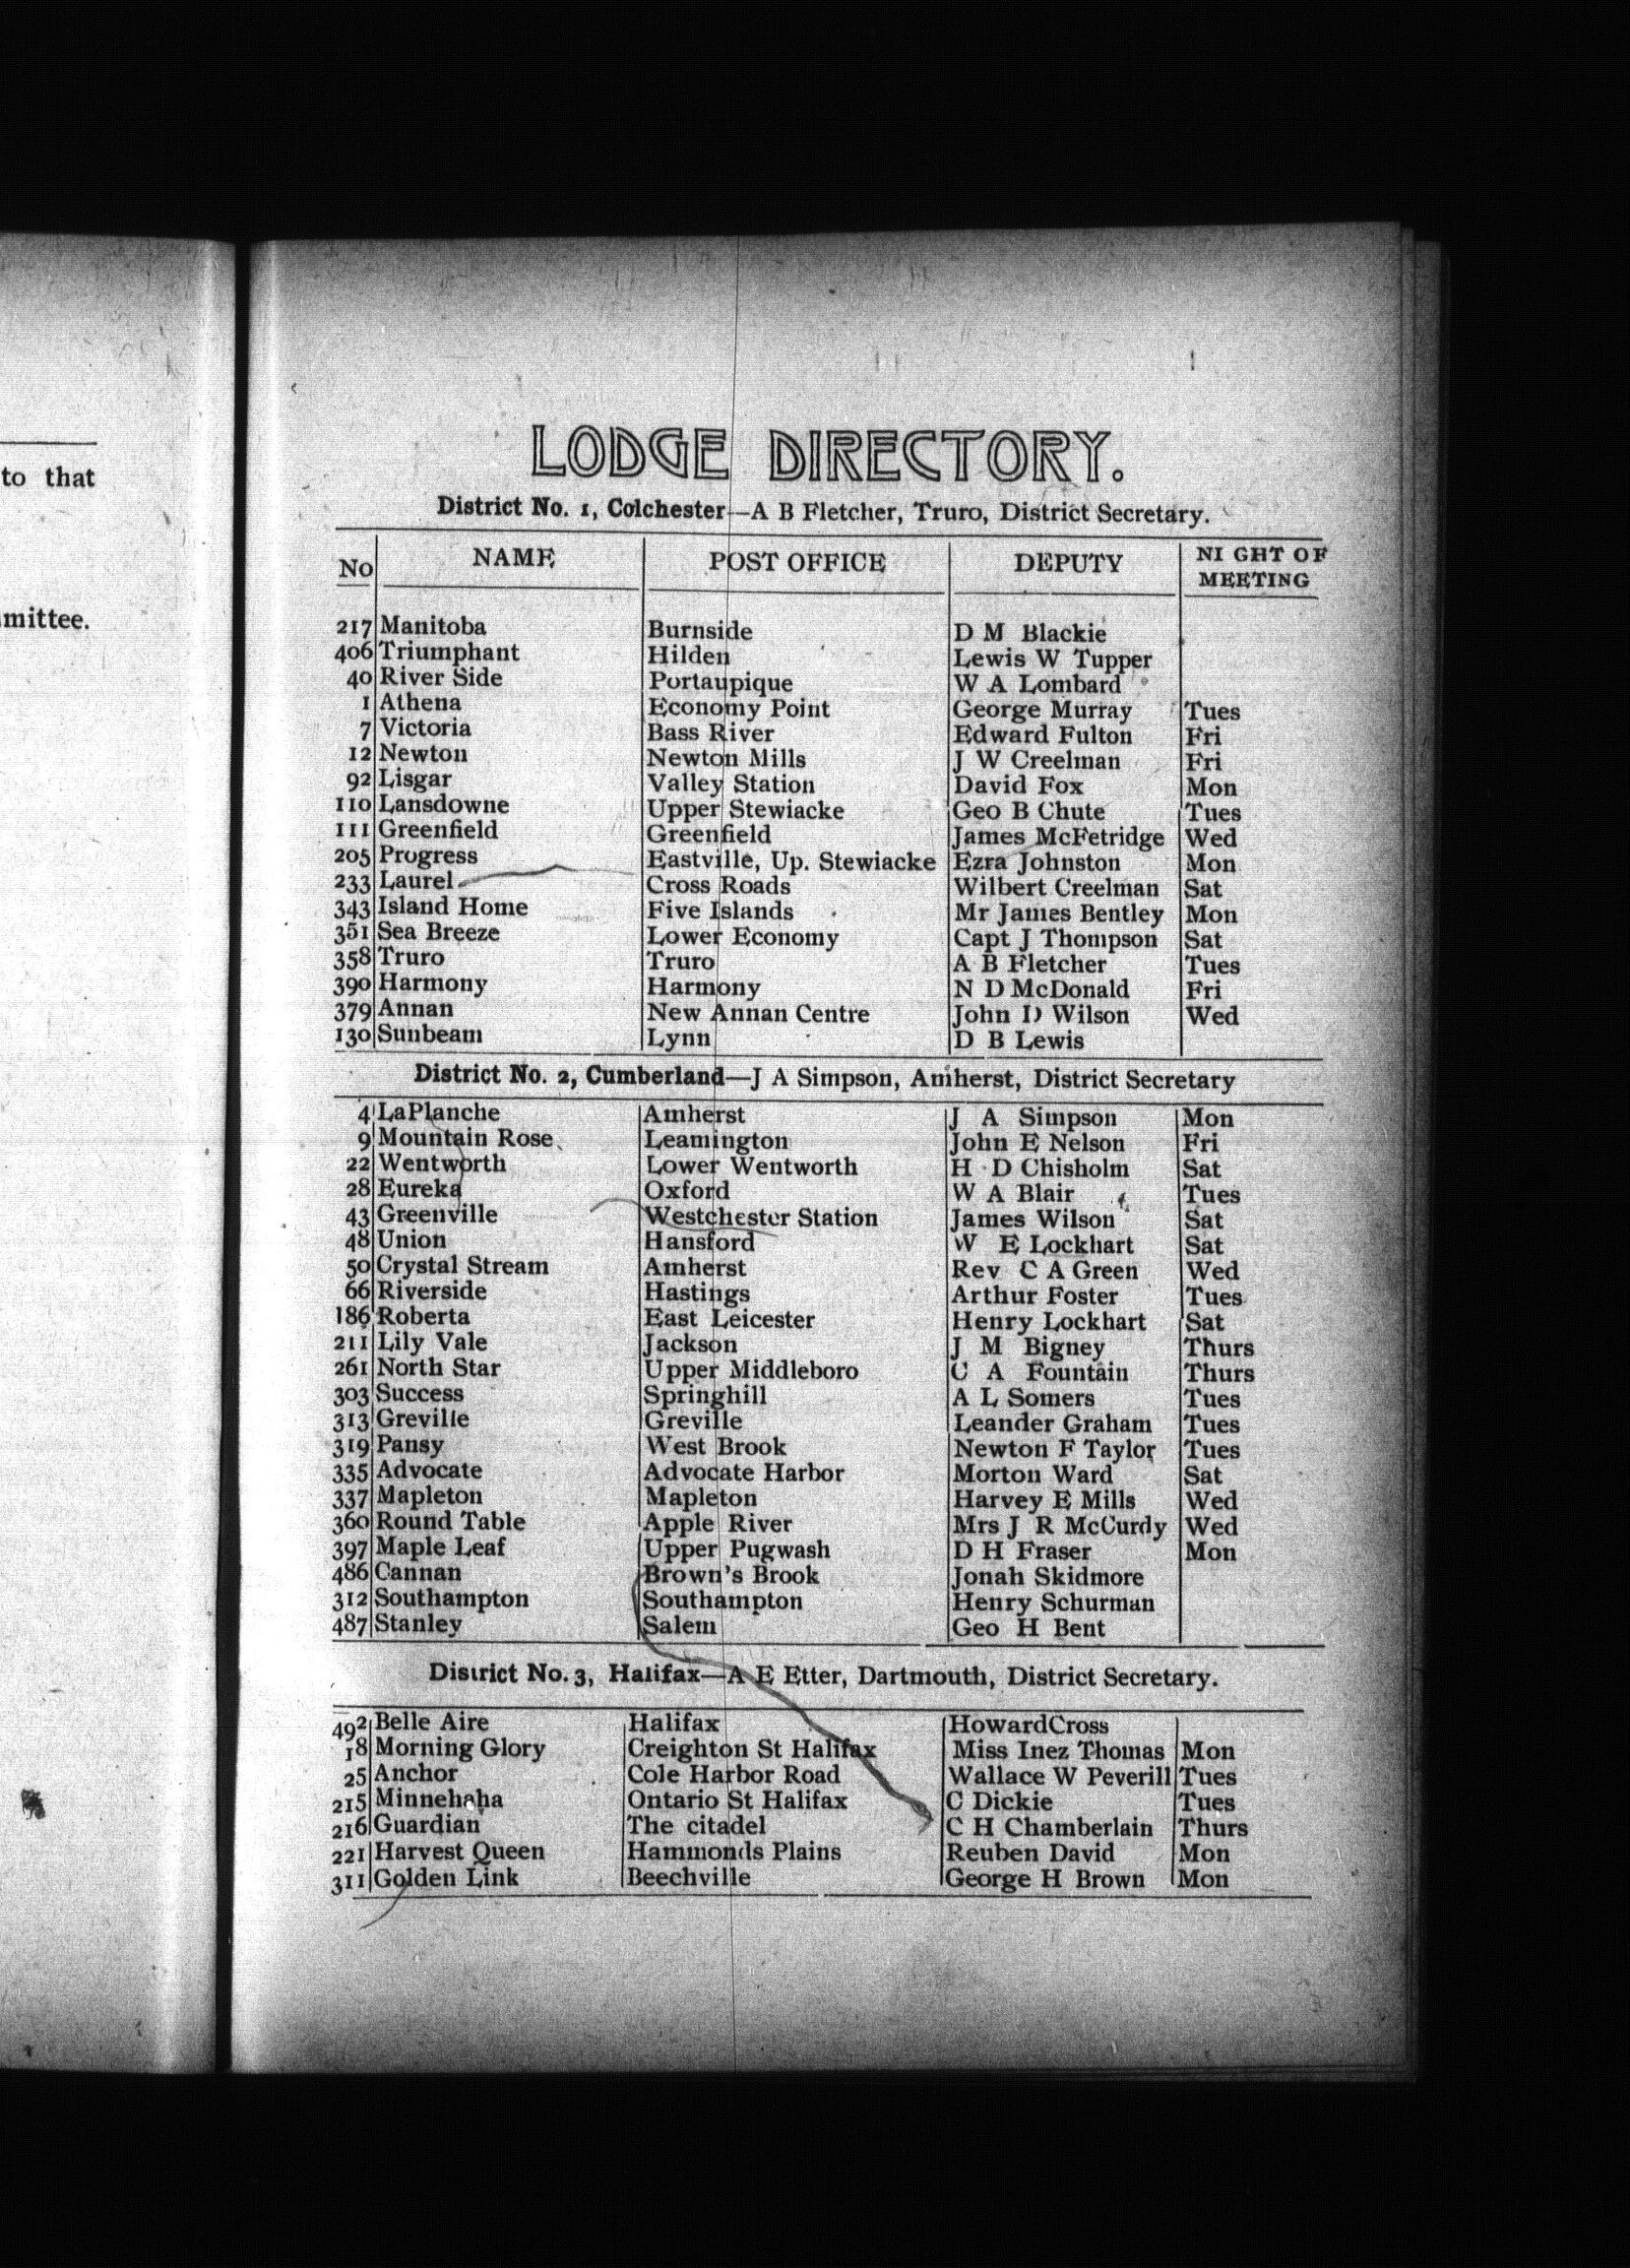 to that
mittee.
LODGE DIRECTORY.
District No. 1, Colchester—A B Fletcher, Truro, District Secretary.
No NAME POST OFFICE DEPUTY NI GHT OF MEETING
217 Manitoba Burnside D M Blackie
406 Triumphant Hilden Lewis W Tupper
40 River Side Portaupique W A Lombard
1 Athena Economy Point George Murray Tues
7 Victoria Bass River Edward Fulton Fri
12 Newton Newton Mills J W Creelman Fri
92 Lisgar Valley Station David Fox Mon
110 Lansdowne Upper Stewiacke Geo B Chute Tues
111 Greenfield Greenfield James McFetridge Wed
205 Progress Eastville, Up. Stewiacke Ezra Johnston Mon
233 Laurel Cross Roads Wilbert Creelman Sat
343 Island Home Five Islands Mr James Bentley Mon
351 Sea Breeze Lower Economy Capt J Thompson Sat
358 Truro Truro A B Fletcher Tues
390 Harmony Harmony N D McDonald Fri
379 Annan New Annan Centre John D Wilson Wed
130 Sunbeam Lynn D B Lewis
District No. 2, Cumberland—J A Simpson, Amherst, District Secretary
4 LaPlanche Amherst J A Simpson Mon
9 Mountain Rose Leamington John E Nelson Fri
22 Wentworth Lower Wentworth H D Chisholm Sat
28 Eureka Oxford W A Blair Tues
43 Greenville Westchester Station James Wilson Sat
48 Union Hansford W E Lockhart Sat
50 Crystal Stream Amherst Rev C A Green Wed
66 Riverside Hastings Arthur Foster Tues
186 Roberta East Leicester Henry Lockhart Sat
211 Lily Vale Jackson J M Bigney Thurs
261 North Star Upper Middleboro C A Fountain Thurs
303 Success Springhill A L Somers Tues
313 Greville Greville Leander Graham Tues
319 Pansy West Brook Newton F Taylor Tues
335 Advocate Advocate Harbor Morton Ward Sat
337 Mapleton Mapleton Harvey E Mills Wed
360 Round Table Apple River Mrs J R McCurdy Wed
397 Maple Leaf Upper Pugwash D H Fraser Mon
486 Cannan Brown's Brook Jonah Skidmore
312 Southampton Southampton Henry Schurman
487 Stanley Salem Geo H Bent
District No. 3, Halifax—A E Etter, Dartmouth, District Secretary.
492 Belle Aire Halifax HowardCross
18 Morning Glory Creighton St Halifax Miss Inez Thomas Mon
25 Anchor Cole Harbor Road Wallace W Peverill Tues
215 Minnehaha Ontario St Halifax C Dickie Tues
216 Guardian The citadel C H Chamberlain Thurs
221 Harvest Queen Hammonds Plains Reuben David Mon
311 Golden Link Beechville George H Brown Mon